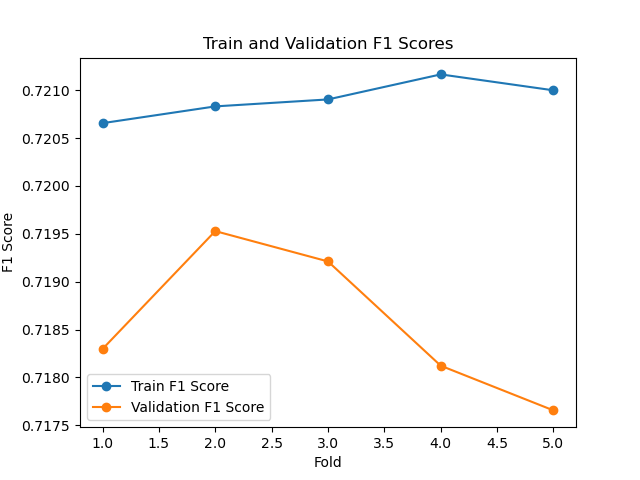 Train and Validation F1 Scores
0.7210
0.7205
0.7200
0.7195
0.7190
0.7185
0.7180
0.7175
F1 Score
Train F1 Score
Validation F1 Score
1.0 1.5 2.0 2.5 3.0 3.5 4.0 4.5 5.0
Fold